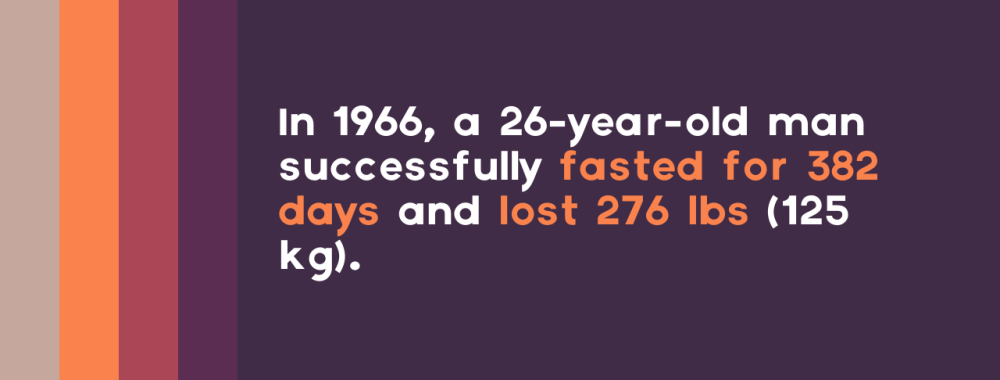 In 1966, a 26-year-old man
successfully fasted for 382
days and lost 276 lbs (125
kg).